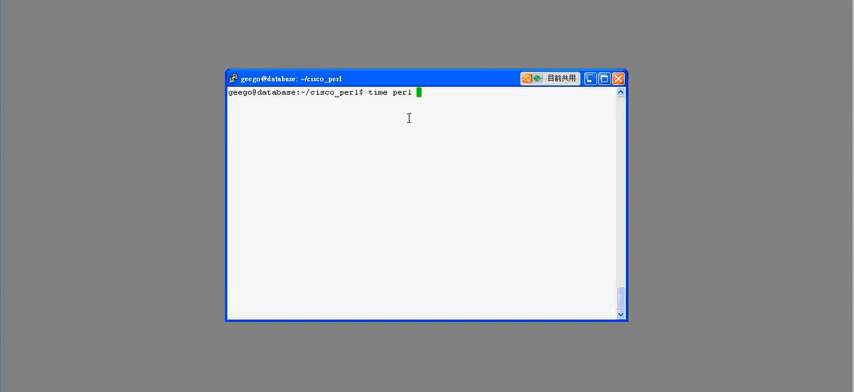 geego@database: ~/cisco_perl
目前共用
geego@database:~/cisco_perl$ time perl